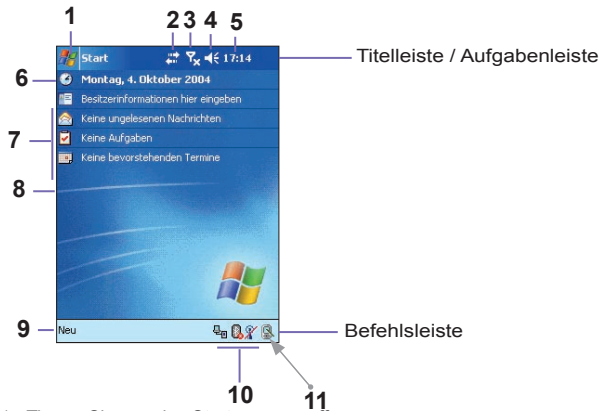 1 2 3 4 5
Start 17:14 Titelleiste / Aufgabenleiste
6 Montag, 4. Oktober 2004
Besitzerinformationen hier eingeben
Keine ungelesenen Nachrichten
7 Keine Aufgaben
Keine bevorstehenden Termine
8
9 Neu Befehlsleiste
10 11